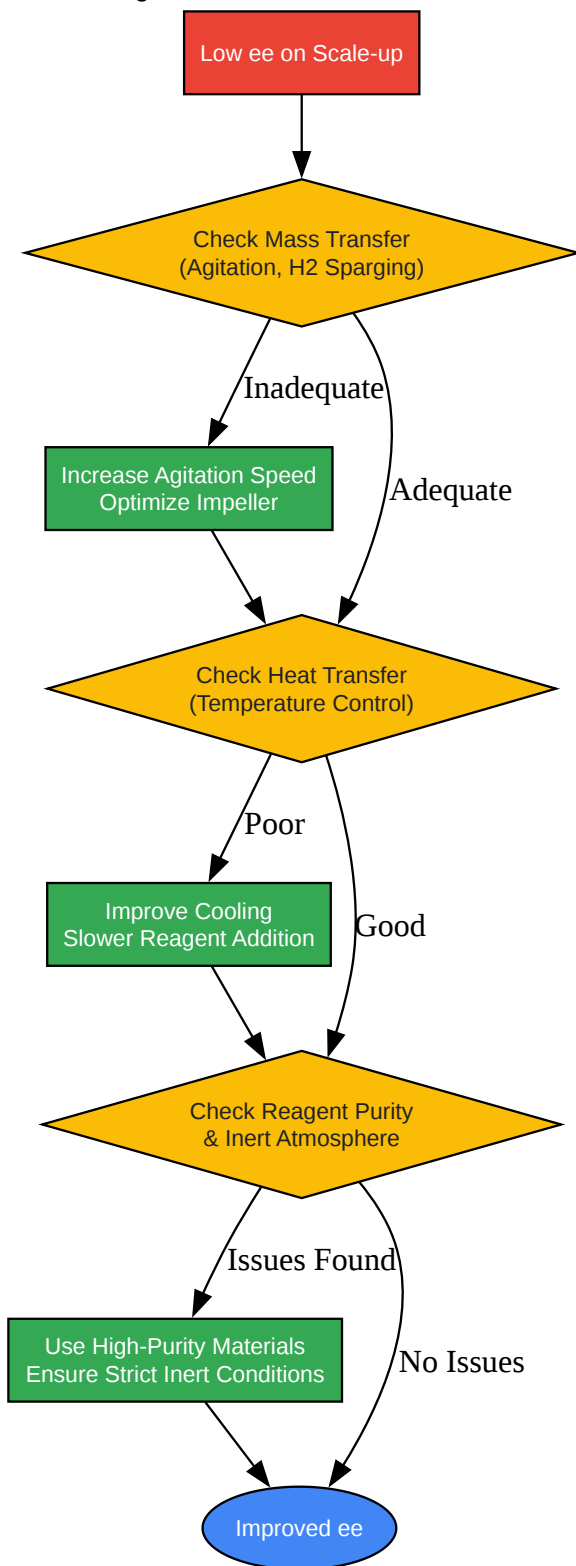 Low ee on Scale-up
Check Mass Transfer
(Agitation, H2 Sparging)
Inadequate
Increase Agitation Speed
Optimize Impeller
Adequate
Check Heat Transfer
(Temperature Control)
Poor
Improve Cooling
Slower Reagent Addition
Good
Check Reagent Purity
& Inert Atmosphere
Issues Found
Use High-Purity Materials
Ensure Strict Inert Conditions
No Issues
Improved ee